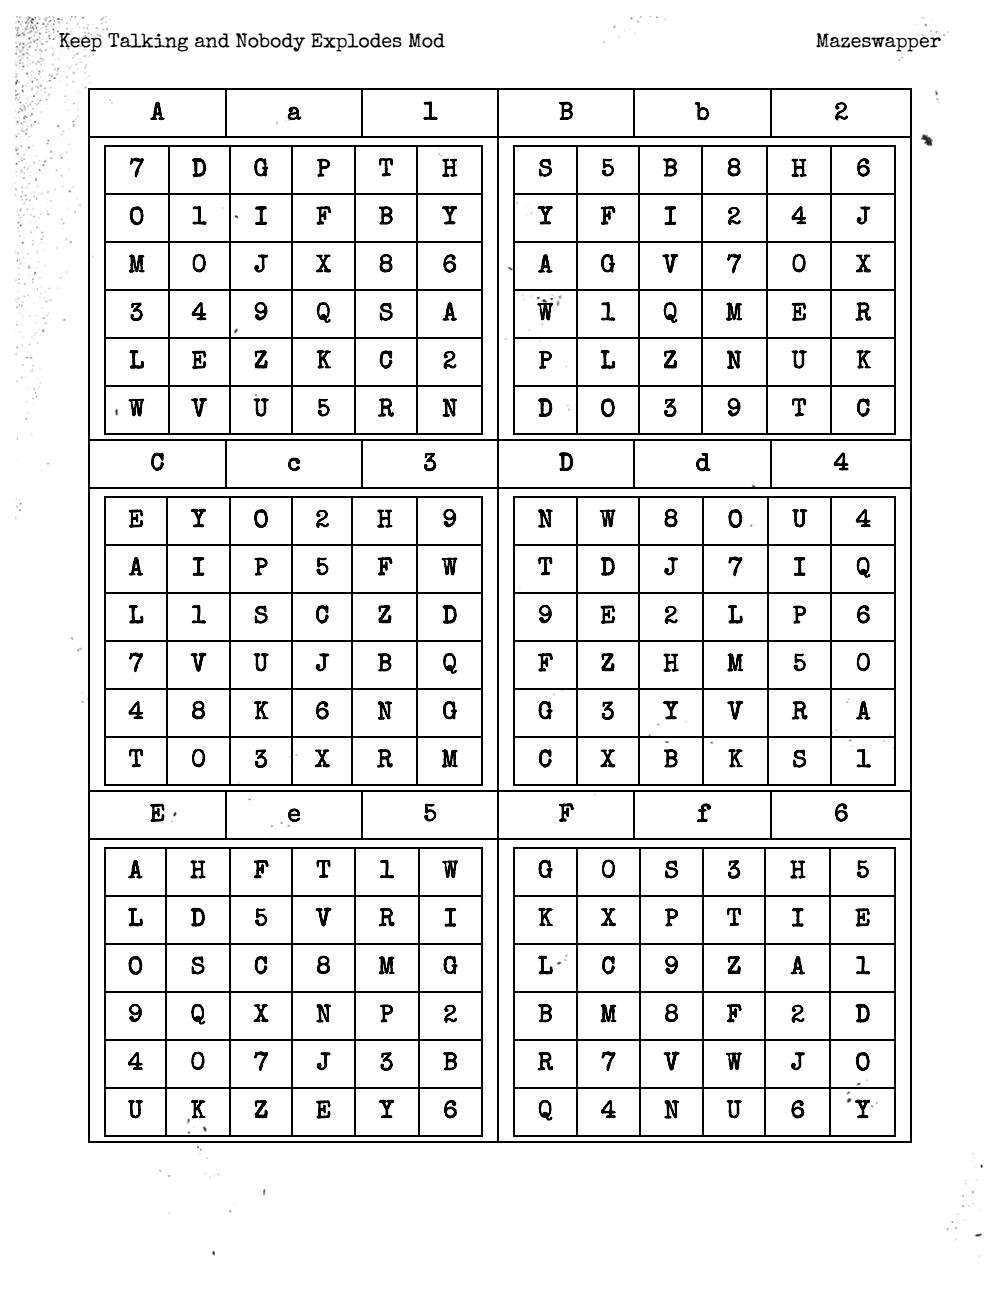 Keep Talking and Nobody Explodes Mod Mazeswapper
A a 1 B b 2
7 D G P T H S 5 B 8 H 6
O 1 I F B Y Y F I 2 4 J
M 0 J X 8 6 A G V 7 O X
3 4 9 Q S A W 1 Q M E R
L E Z K C 2 P L Z N U K
W V U 5 R N D 0 3 9 T C
C c 3 D d 4
E Y O 2 H 9 N W 8 O U 4
A I P 5 F W T D J 7 I Q
L 1 S C Z D 9 E 2 L P 6
7 V U J B Q F Z H M 5 0
4 8 K 6 N G G 3 Y V R A
T 0 3 X R M C X B K S 1
E e 5 F f 6
A H F T 1 W G 0 S 3 H 5
L D 5 V R I K X P T I E
O S C 8 M G L C 9 Z A 1
9 Q X N P 2 B M 8 F 2 D
4 0 7 J 3 B R 7 V W J O
U K Z E Y 6 Q 4 N U 6 Y